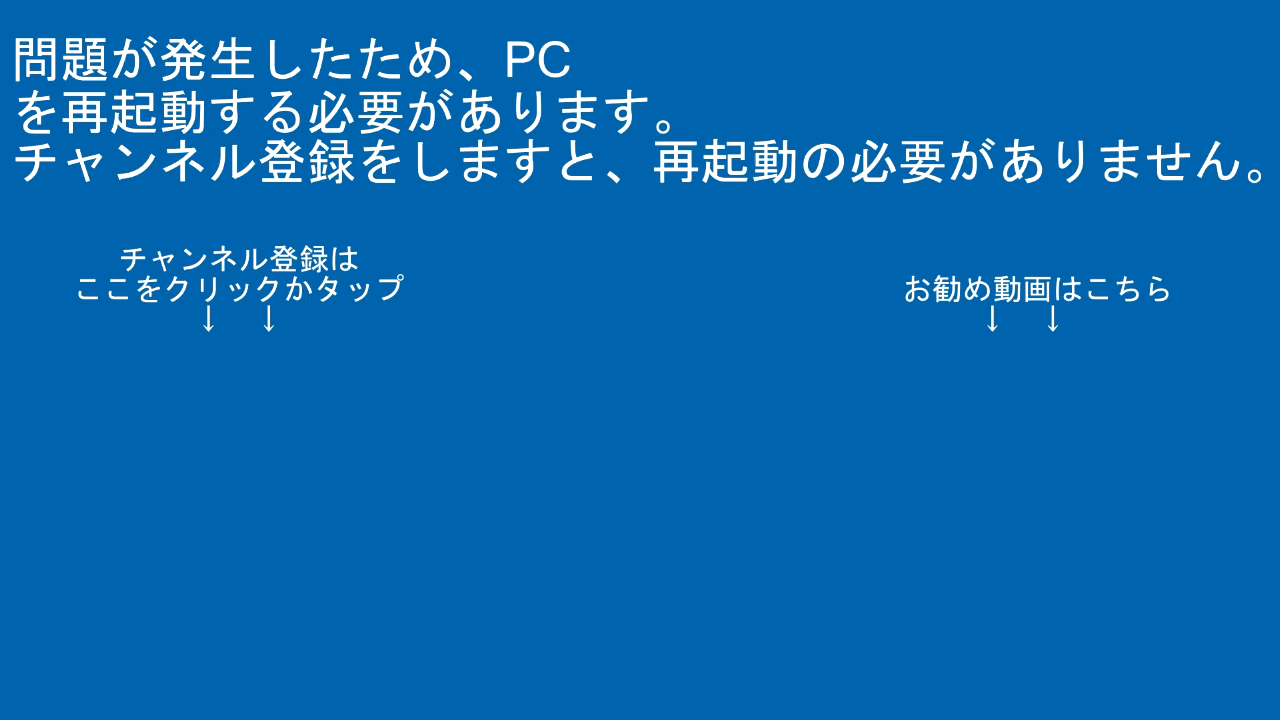 問題が発生したため、PC
を再起動する必要があります。
チャンネル登録をしますと、再起動の必要がありません。
チャンネル登録は
ここをクリックかタップ
↓ ↓
お勧め動画はこちら
↓ ↓